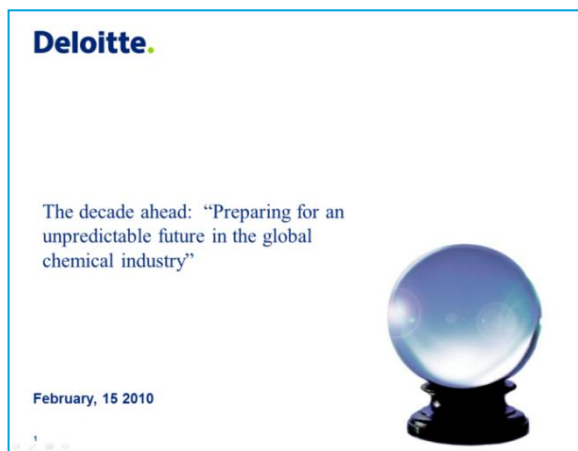 Deloitte.
The decade ahead: “Preparing for an
unpredictable future in the global
chemical industry”
February, 15 2010
1